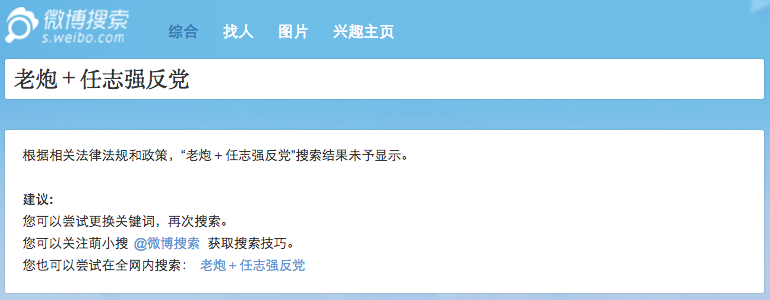 微博搜索
s.weibo.com
综合 找人 图片 兴趣主页
老炮+任志强反党
根据相关法律法规和政策，“老炮+任志强反党”搜索结果未予显示。
建议：
您可以尝试更换关键词，再次搜索。
您可以关注萌小搜 @微博搜索 获取搜索技巧。
您也可以尝试在全网内搜索： 老炮+任志强反党